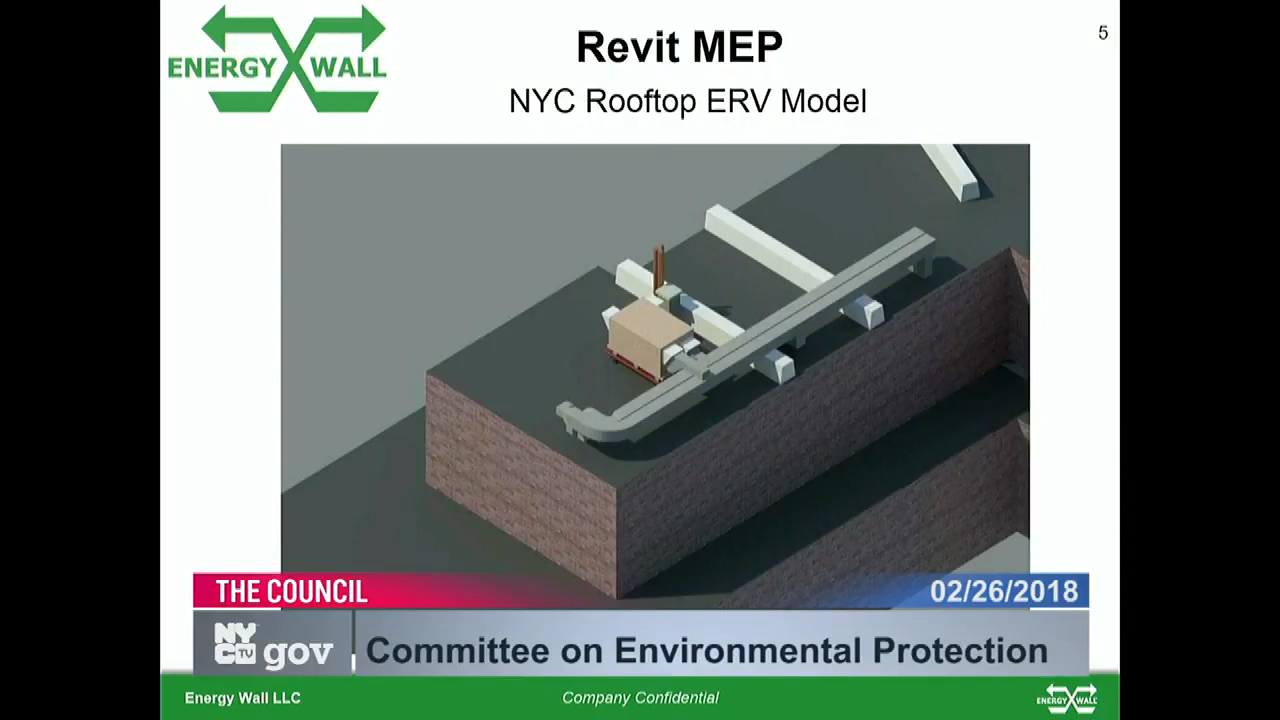 ENERGY WALL
Revit MEP
5
NYC Rooftop ERV Model
THE COUNCIL
02/26/2018
NYC TV gov
Committee on Environmental Protection
Energy Wall LLC
Company Confidential
ENERGY WALL